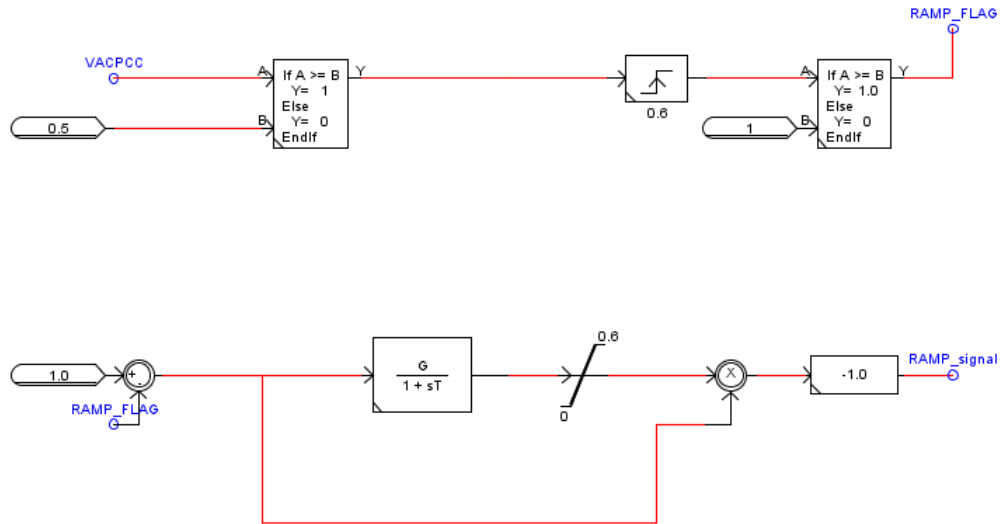 RAMP_FLAG
VACPCC
A
If A >= B
Y= 1
Else
Y= 0
EndIf
Y
B
0.5
0.6
A
If A >= B
Y= 1.0
Else
Y= 0
EndIf
Y
B
1
1.0
+
-
RAMP_FLAG
G
1 + sT
0.6
0
X
-1.0
RAMP_signal